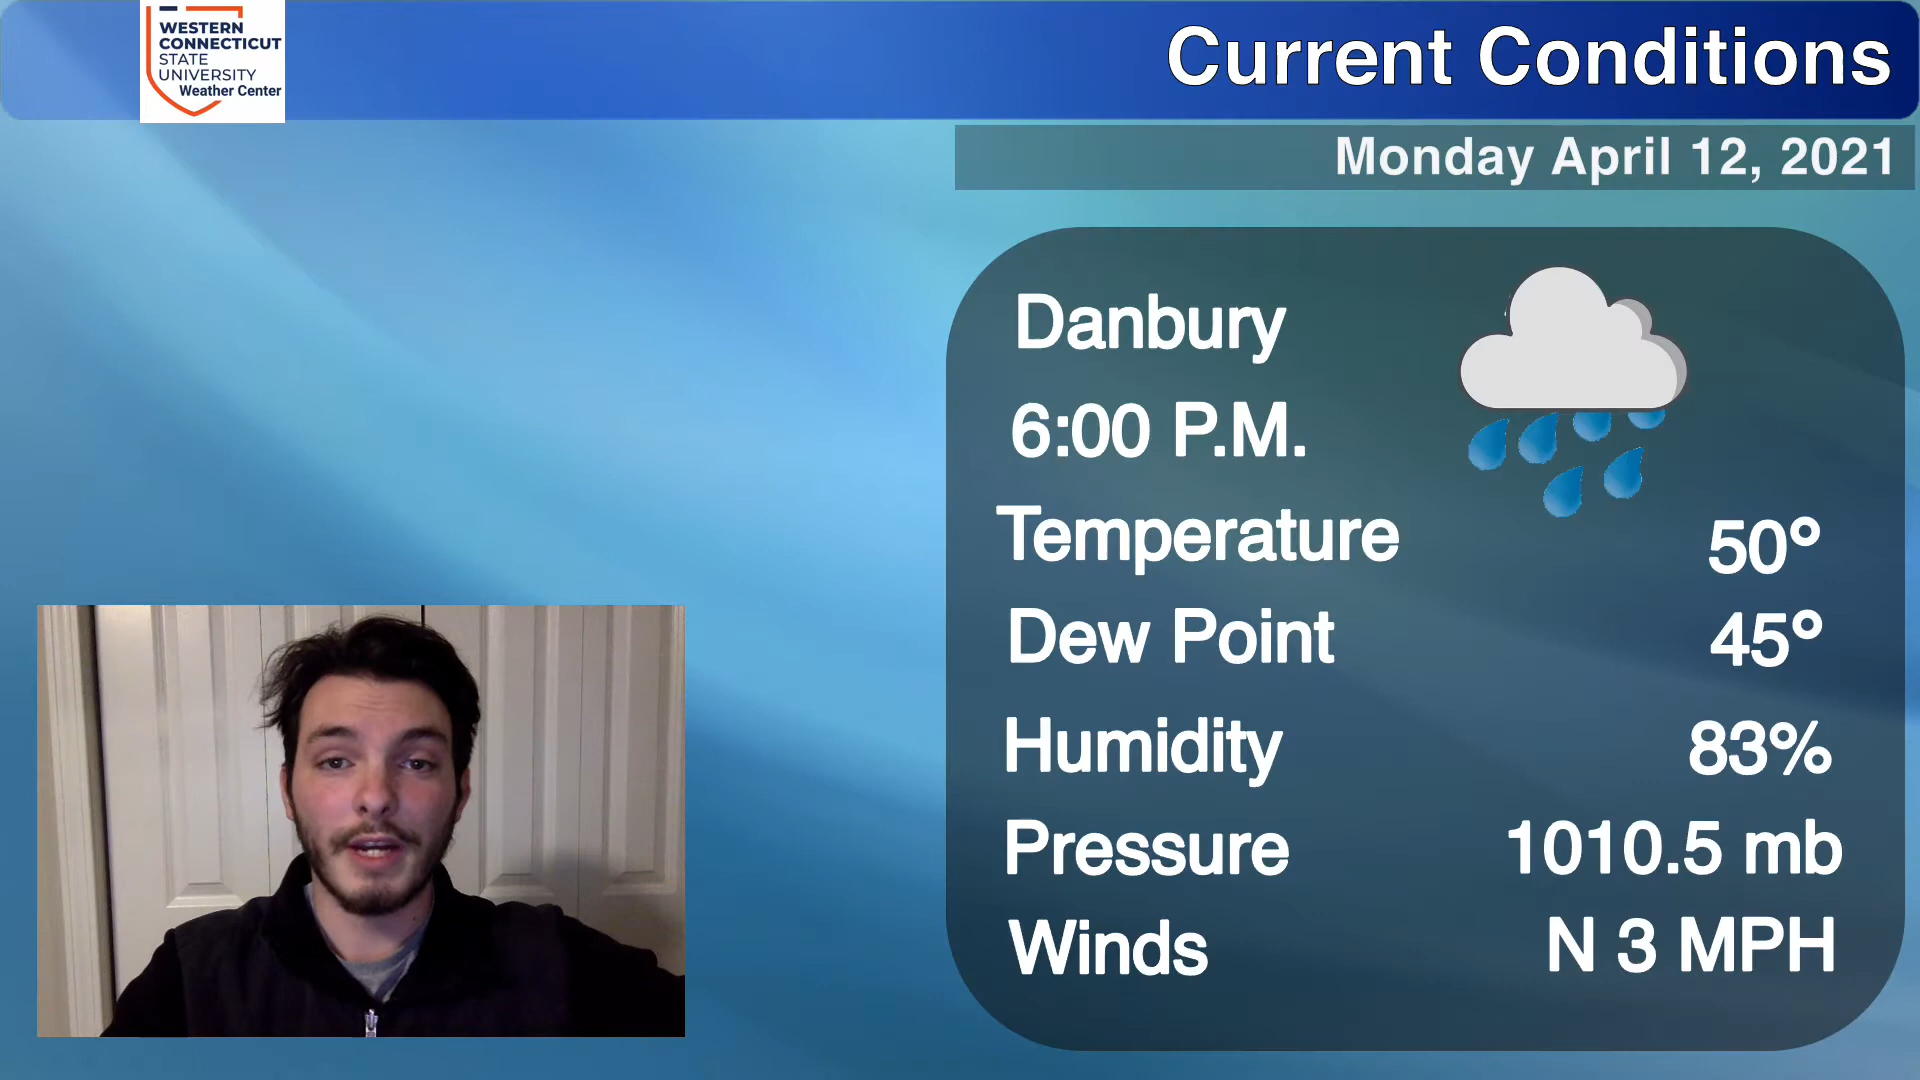 WESTERN
CONNECTICUT
STATE
UNIVERSITY
Weather Center
Current Conditions
Monday April 12, 2021
Danbury
6:00 P.M.
Temperature 50°
Dew Point 45°
Humidity 83%
Pressure 1010.5 mb
Winds N 3 MPH